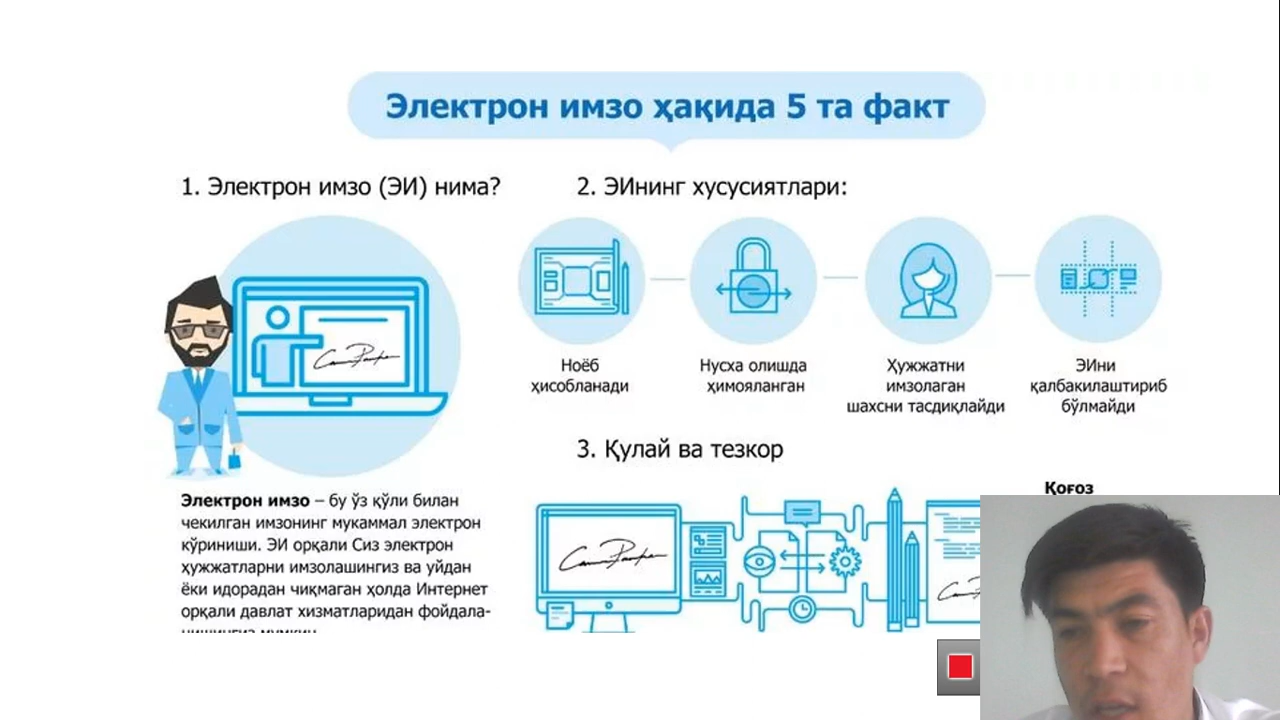 Электрон имзо ҳақида 5 та факт
1. Электрон имзо (ЭИ) нима?
Электрон имзо – бу ўз қўли билан
чекилган имзонинг мукаммал электрон
кўриниши. ЭИ орқали Сиз электрон
ҳужжатларни имзолашингиз ва уйдан
ёки идорадан чиқмаган ҳолда Интернет
орқали давлат хизматларидан фойдала-
2. ЭИнинг хусусиятлари:
Ноёб
ҳисобланади
Нусха олишда
ҳимояланган
Ҳужжатни
имзолаган
шахсни тасдиқлайди
ЭИни
қалбакилаштириб
бўлмайди
3. Қулай ва тезкор
Қоғоз